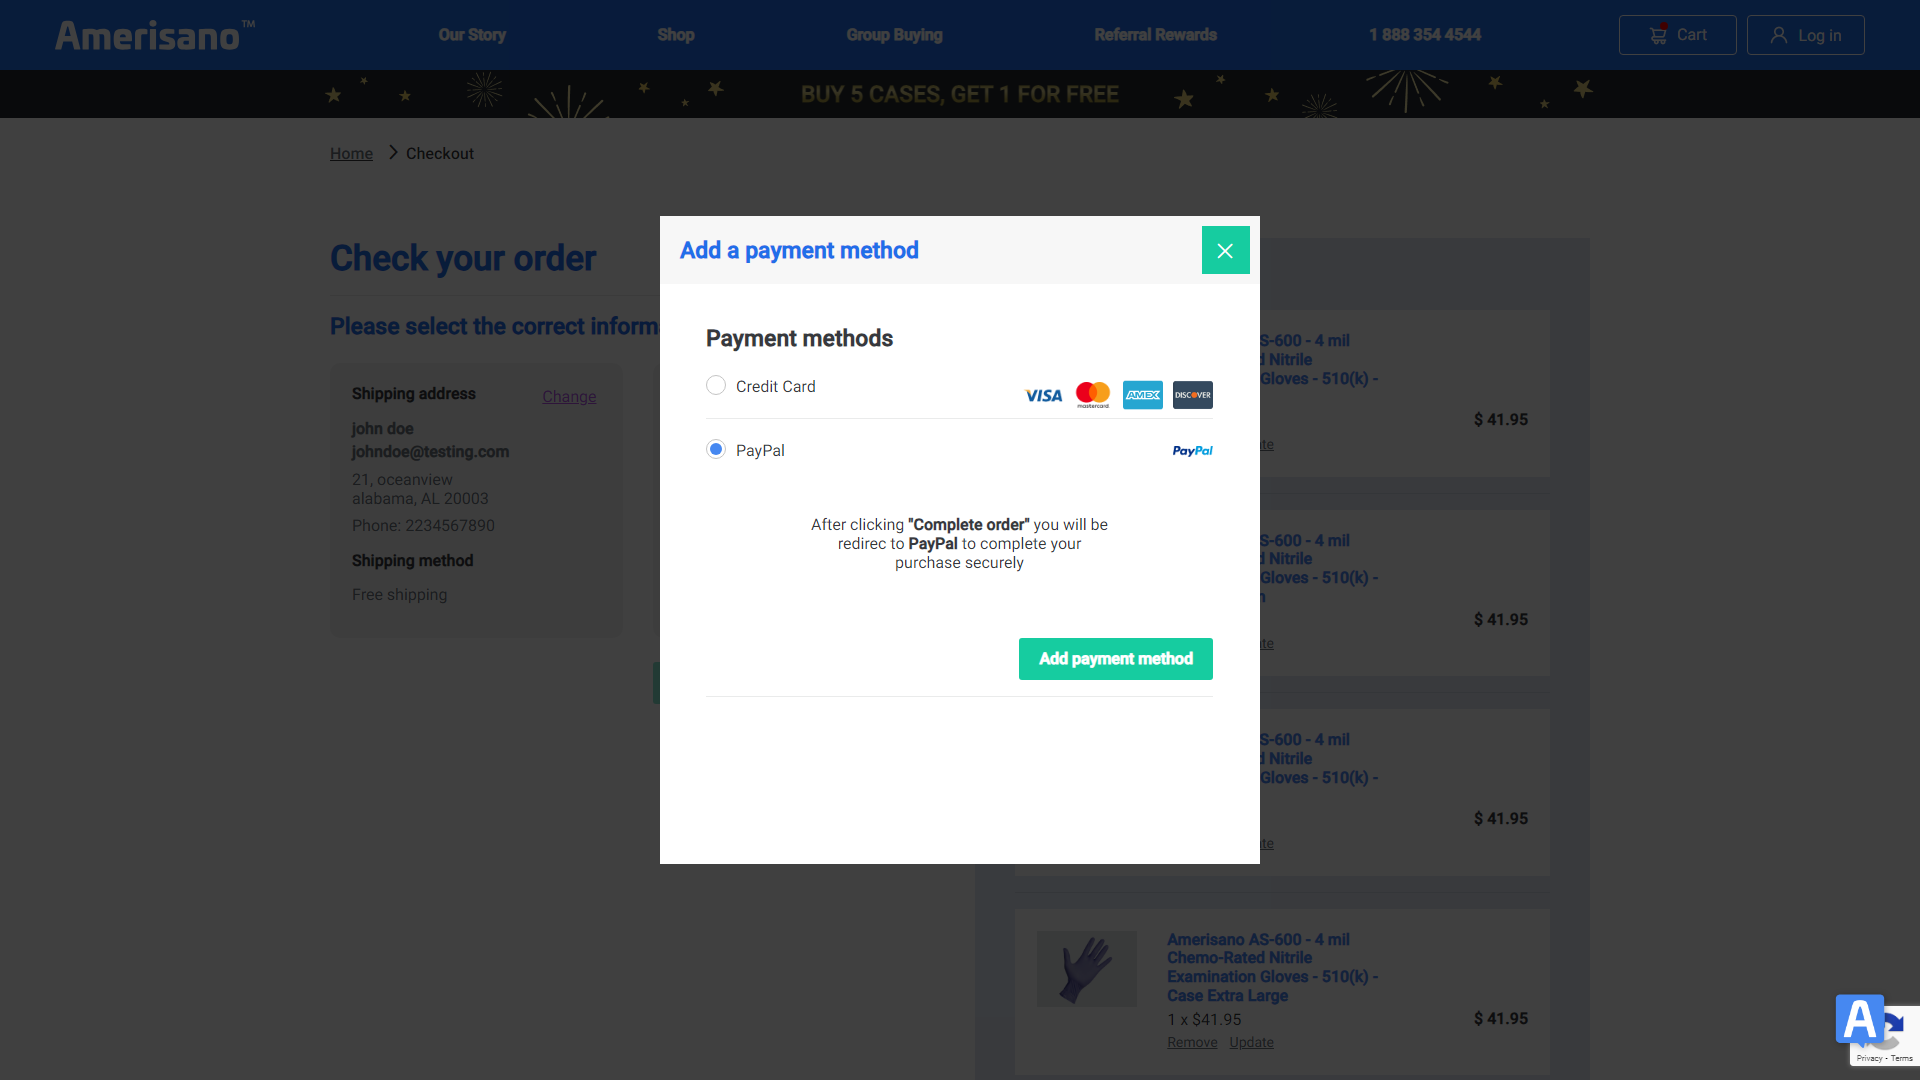 Amerisano™
Our Story
Shop
Group Buying
Referral Rewards
1 888 354 4544
Cart
Log in
BUY 5 CASES, GET 1 FOR FREE
Home
Checkout
Check your order
Please select the correct inform
Shipping address
Change
john doe
johndoe@testing.com
21, oceanview
alabama, AL 20003
Phone: 2234567890
Shipping method
Free shipping
Add a payment method
Payment methods
Credit Card
VISA
mastercard
AMEX
DISCOVER
PayPal
PayPal
After clicking "Complete order" you will be
redirec to PayPal to complete your
purchase securely
Add payment method
S-600 - 4 mil
d Nitrile
Gloves - 510(k) -
$ 41.95
te
S-600 - 4 mil
d Nitrile
Gloves - 510(k) -
n
$ 41.95
te
S-600 - 4 mil
d Nitrile
Gloves - 510(k) -
$ 41.95
te
Amerisano AS-600 - 4 mil
Chemo-Rated Nitrile
Examination Gloves - 510(k) -
Case Extra Large
1 x $41.95
$ 41.95
Remove
Update
A
Privacy - Terms